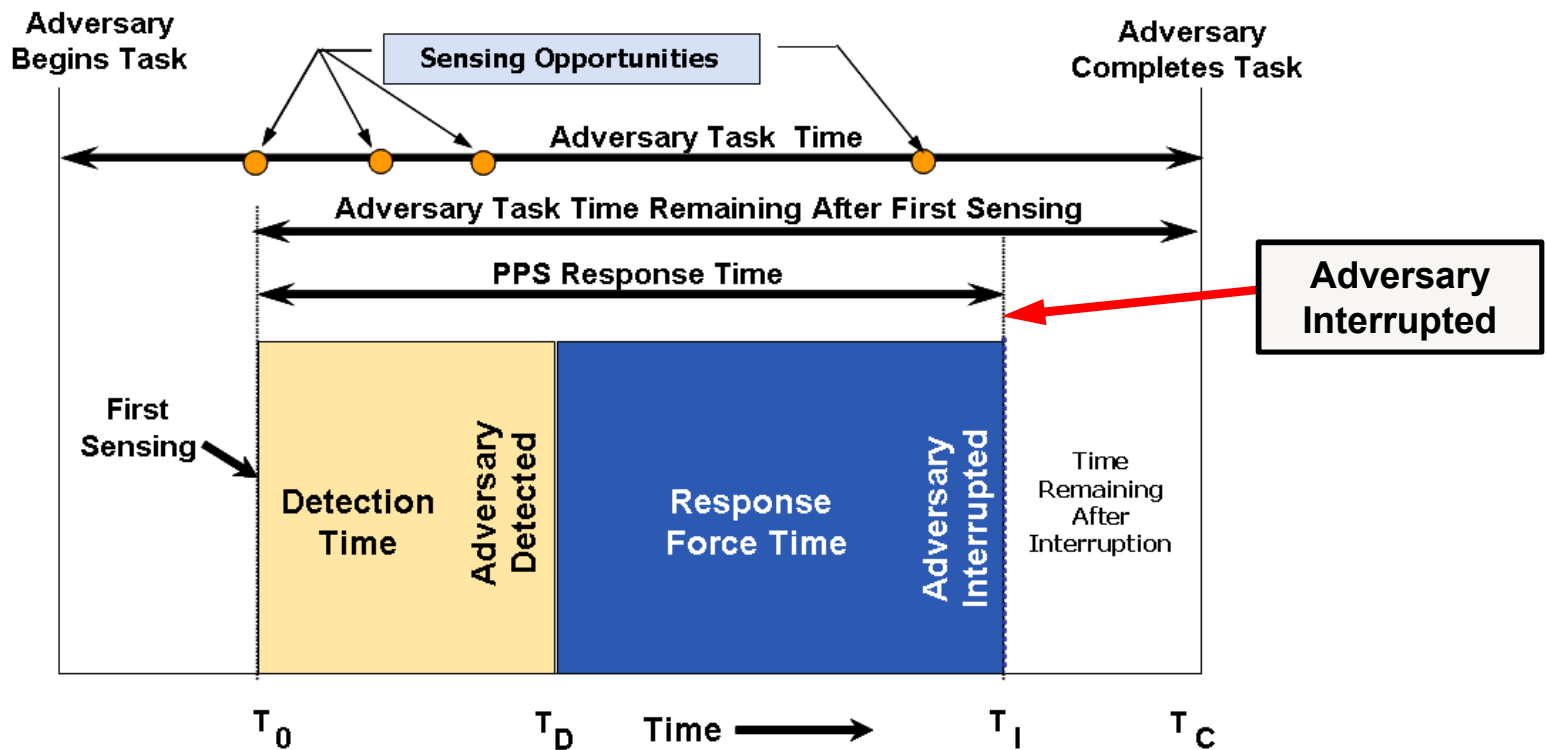 Adversary
Begins Task
Sensing Opportunities
Adversary
Completes Task
Adversary Task Time
Adversary Task Time Remaining After First Sensing
PPS Response Time
Adversary
Interrupted
First
Sensing
Detection
Time
Adversary
Detected
Response
Force Time
Adversary
Interrupted
Time
Remaining
After
Interruption
T0
TD
Time
TI
TC